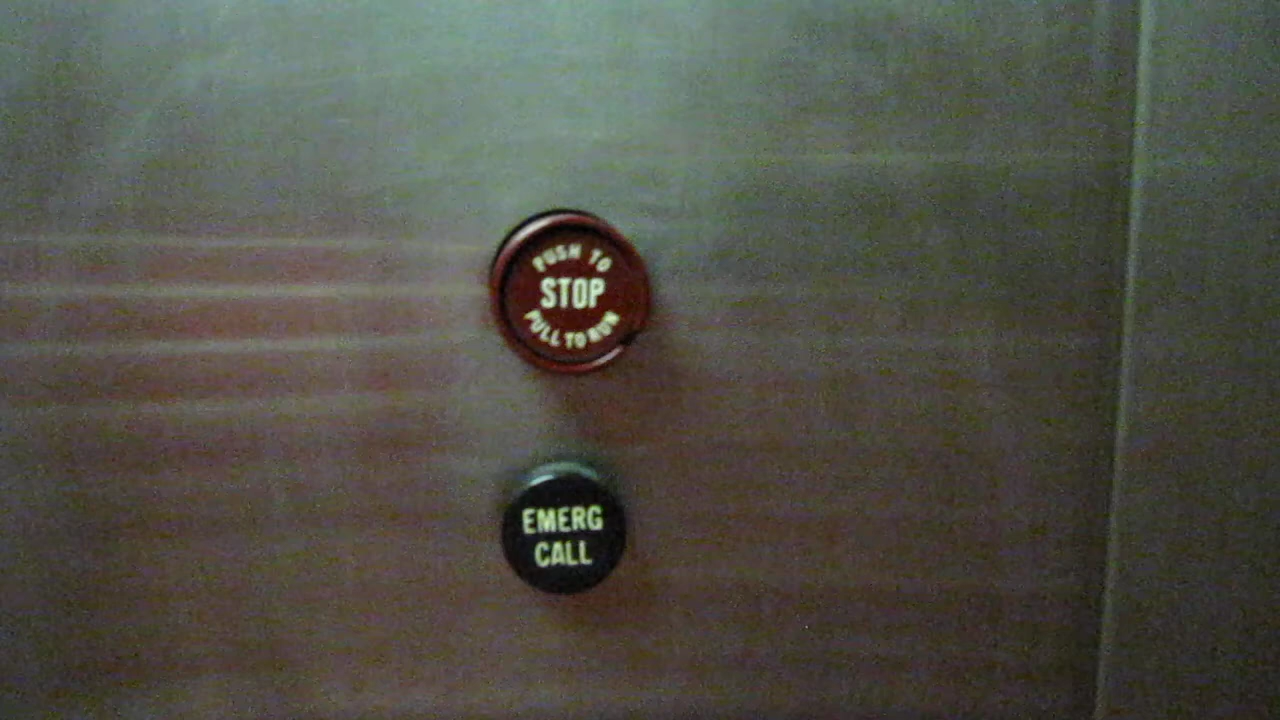 PUSH TO
STOP
PULL TO RUN
EMERG
CALL